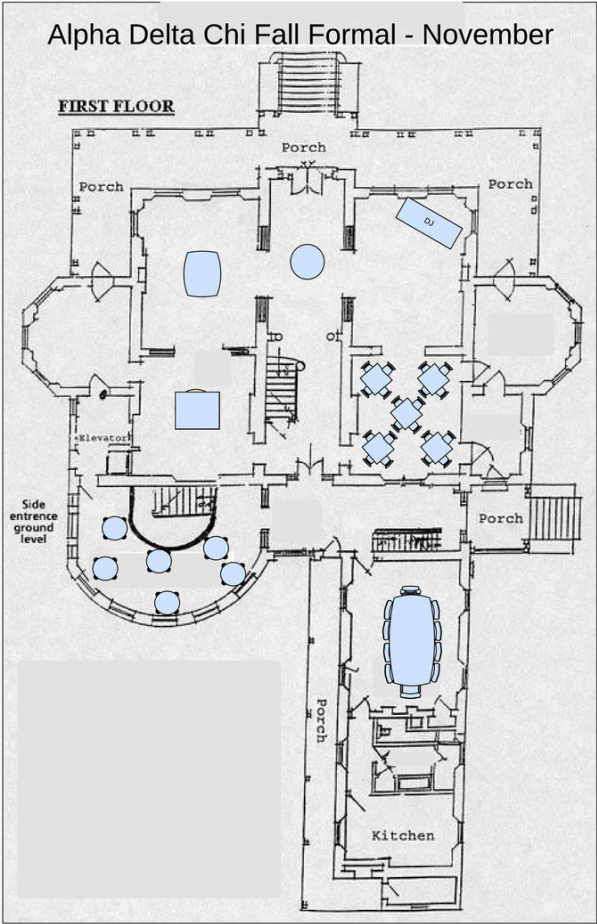 Alpha Delta Chi Fall Formal - November
FIRST FLOOR
Porch
Porch
Porch
DJ
Elevator
Side
entrence
ground
level
Porch
Porch
Kitchen